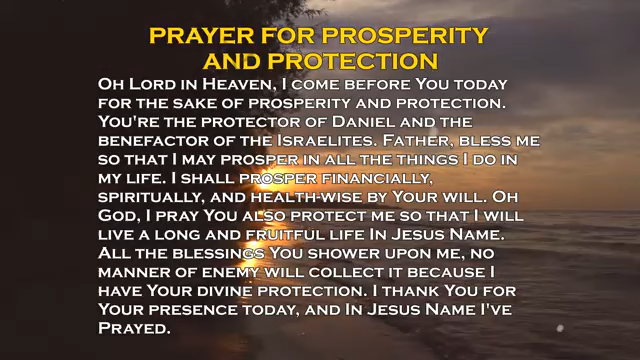 PRAYER FOR PROSPERITY
AND PROTECTION
Oh Lord in Heaven, I come before You today
for the sake of prosperity and protection.
You're the protector of Daniel and the
benefactor of the Israelites. Father, bless me
so that I may prosper in all the things I do in
my life. I shall prosper financially,
spiritually, and health-wise by Your will. Oh
God, I pray You also protect me so that I will
live a long and fruitful life In Jesus Name.
All the blessings You shower upon me, no
manner of enemy will collect it because I
have Your divine protection. I thank You for
Your presence today, and In Jesus Name I've
Prayed.